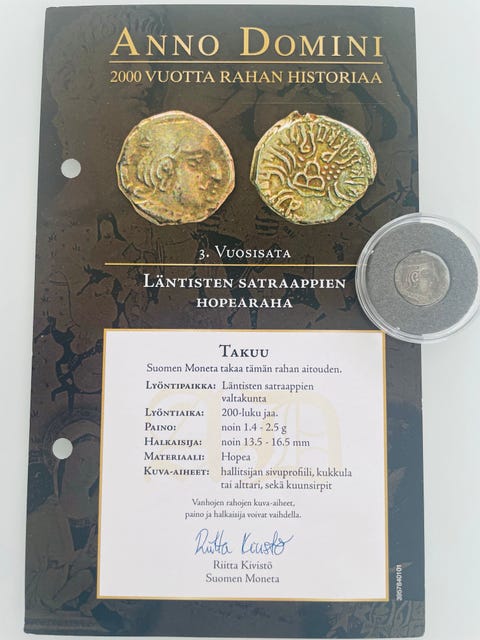 ANNO DOMINI
2000 VUOTTA RAHAN HISTORIAA
3. VUOSISATA
LÄNTISTEN SATRAAPPIEN
HOPEARAHA
TAKUU
Suomen Moneta takaa tämän rahan aitouden.
LYÖNTIPAIKKA: Läntisten satraappien
valtakunta
LYÖNTIAIKA: 200-luku jaa.
PAINO: noin 1.4 - 2.5 g
HALKAISIJA: noin 13.5 - 16.5 mm
MATERIAALI: Hopea
KUVA-AIHEET: hallitsijan sivuprofiili, kukkula
tai alttari, sekä kuunsirpit
Vanhojen rahojen kuva-aiheet,
paino ja halkaisija voivat vaihdella.
Riitta Kivistö
Riitta Kivistö
Suomen Moneta
3957840101